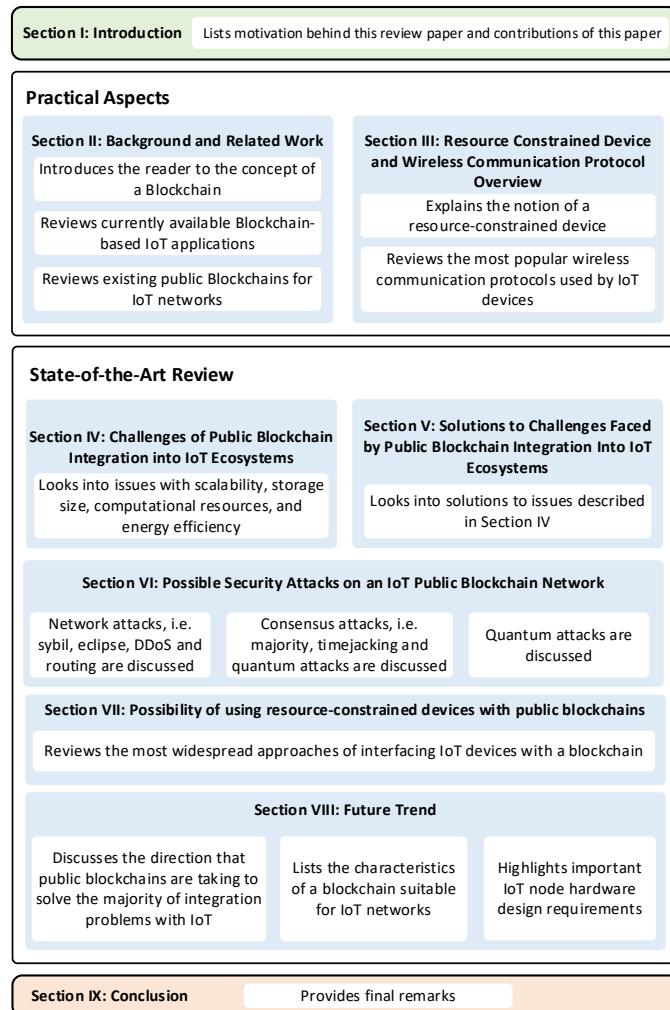 Section I: Introduction
Lists motivation behind this review paper and contributions of this paper
Practical Aspects
Section II: Background and Related Work
Introduces the reader to the concept of
a Blockchain
Reviews currently available Blockchain-
based IoT applications
Reviews existing public Blockchains for
IoT networks
Section III: Resource Constrained Device
and Wireless Communication Protocol
Overview
Explains the notion of a
resource-constrained device
Reviews the most popular wireless
communication protocols used by IoT
devices
State-of-the-Art Review
Section IV: Challenges of Public Blockchain
Integration into IoT Ecosystems
Looks into issues with scalability, storage
size, computational resources, and
energy efficiency
Section V: Solutions to Challenges Faced
by Public Blockchain Integration Into IoT
Ecosystems
Looks into solutions to issues described
in Section IV
Section VI: Possible Security Attacks on an IoT Public Blockchain Network
Network attacks, i.e.
sybil, eclipse, DDoS and
routing are discussed
Consensus attacks, i.e.
majority, timejacking and
quantum attacks are discussed
Quantum attacks are
discussed
Section VII: Possibility of using resource-constrained devices with public blockchains
Reviews the most widespread approaches of interfacing IoT devices with a blockchain
Section VIII: Future Trend
Discusses the direction that
public blockchains are taking to
solve the majority of integration
problems with IoT
Lists the characteristics
of a blockchain suitable
for IoT networks
Highlights important
IoT node hardware
design requirements
Section IX: Conclusion
Provides final remarks